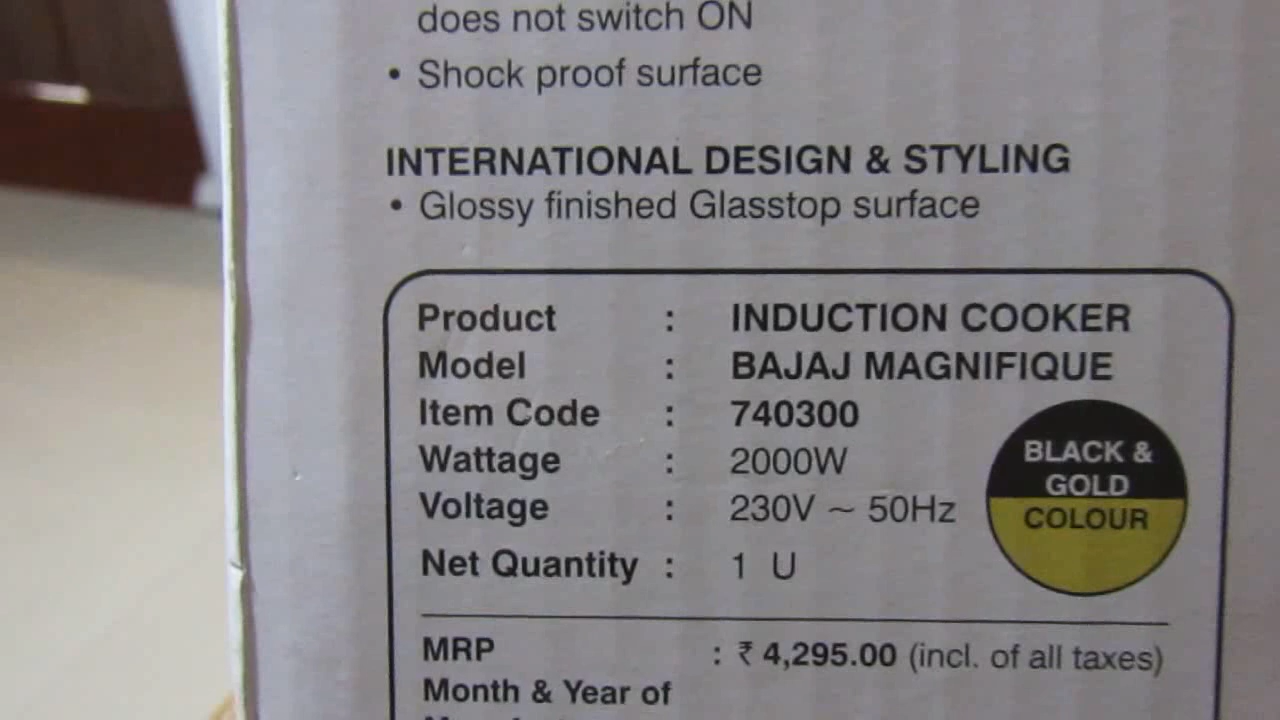 does not switch ON
• Shock proof surface
INTERNATIONAL DESIGN & STYLING
• Glossy finished Glasstop surface
Product : INDUCTION COOKER
Model : BAJAJ MAGNIFIQUE
Item Code : 740300
Wattage : 2000W
Voltage : 230V ~ 50Hz
Net Quantity : 1 U
BLACK &
GOLD
COLOUR
MRP : ₹ 4,295.00 (incl. of all taxes)
Month & Year of